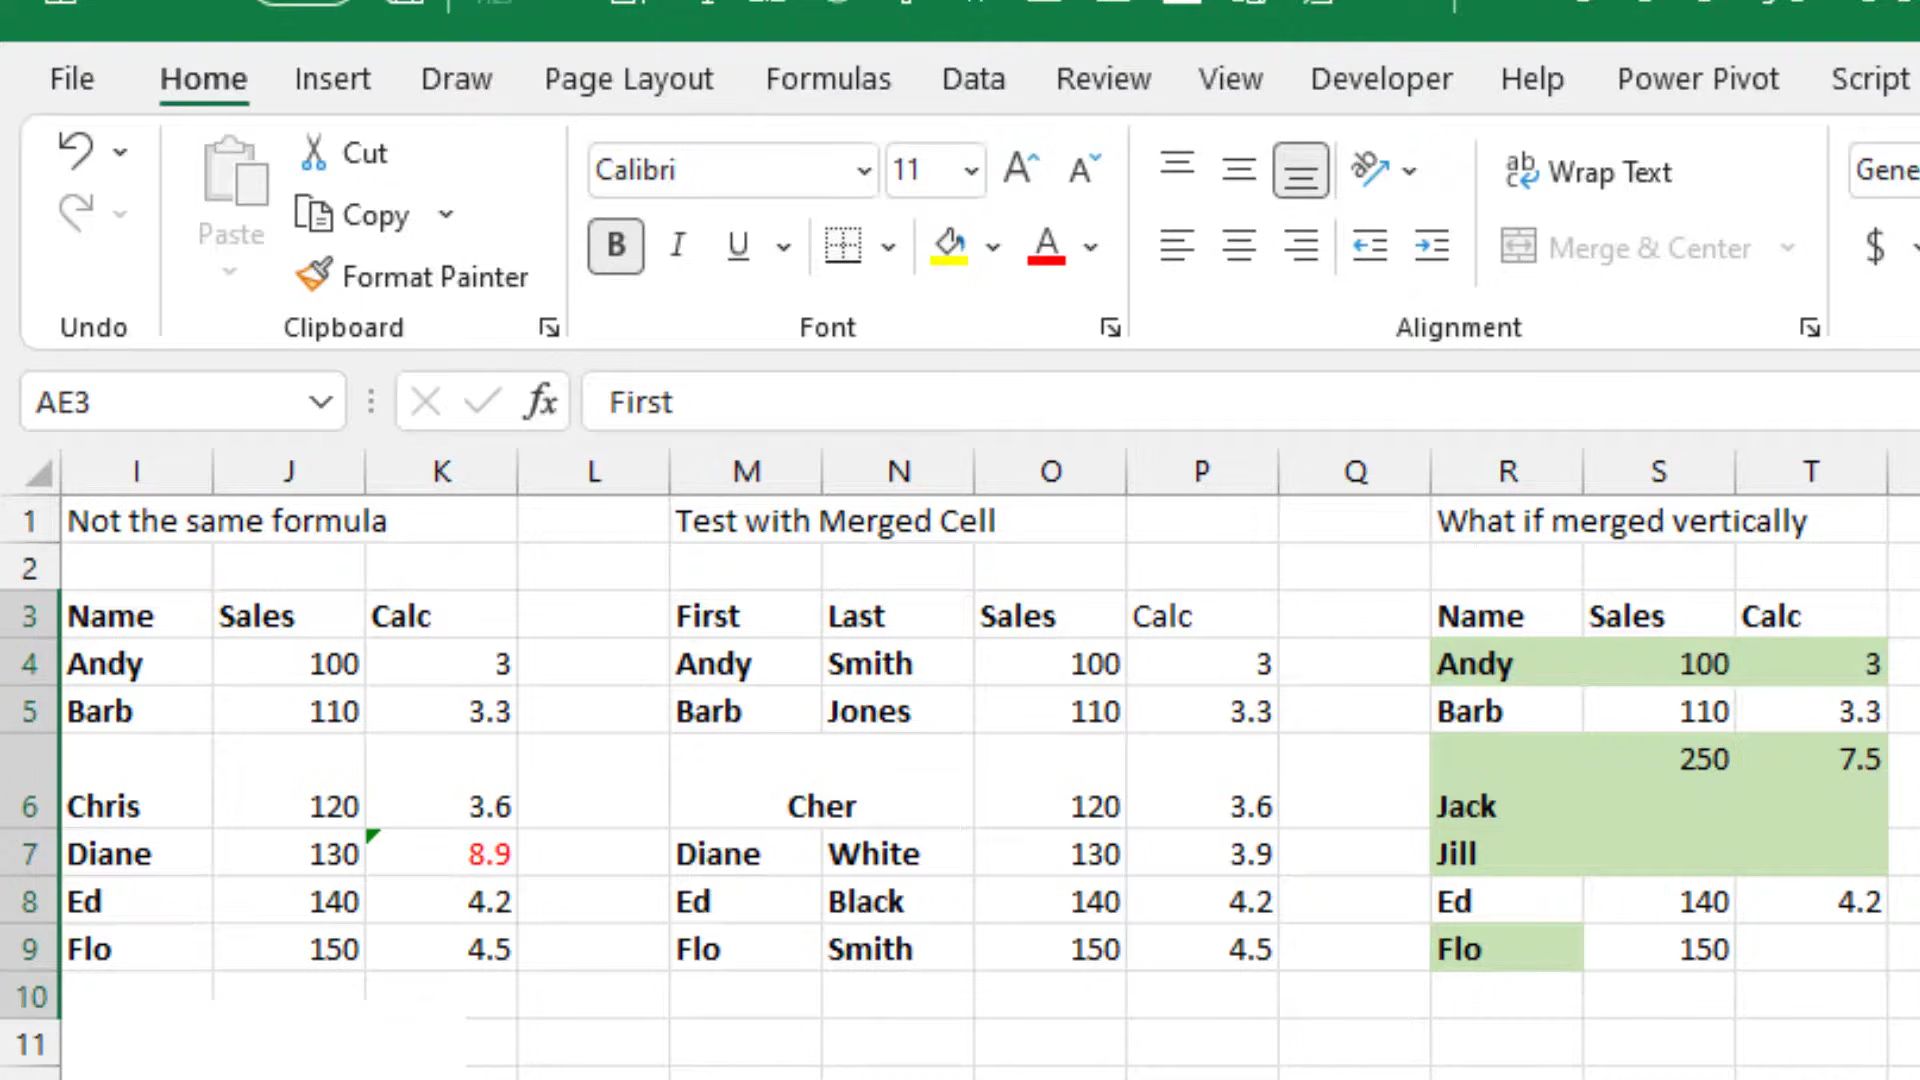 File Home Insert Draw Page Layout Formulas Data Review View Developer Help Power Pivot Script
Paste
Cut
Copy
Format Painter
Calibri 11 A A
B I U A
ab Wrap Text
Merge & Center
Gene
$
Undo Clipboard Font Alignment
AE3 fx First
I J K L M N O P Q R S T
1 Not the same formula Test with Merged Cell What if merged vertically
2
3 Name Sales Calc First Last Sales Calc Name Sales Calc
4 Andy 100 3 Andy Smith 100 3 Andy 100 3
5 Barb 110 3.3 Barb Jones 110 3.3 Barb 110 3.3
250 7.5
6 Chris 120 3.6 Cher 120 3.6 Jack
7 Diane 130 8.9 Diane White 130 3.9 Jill
8 Ed 140 4.2 Ed Black 140 4.2 Ed 140 4.2
9 Flo 150 4.5 Flo Smith 150 4.5 Flo 150
10
11